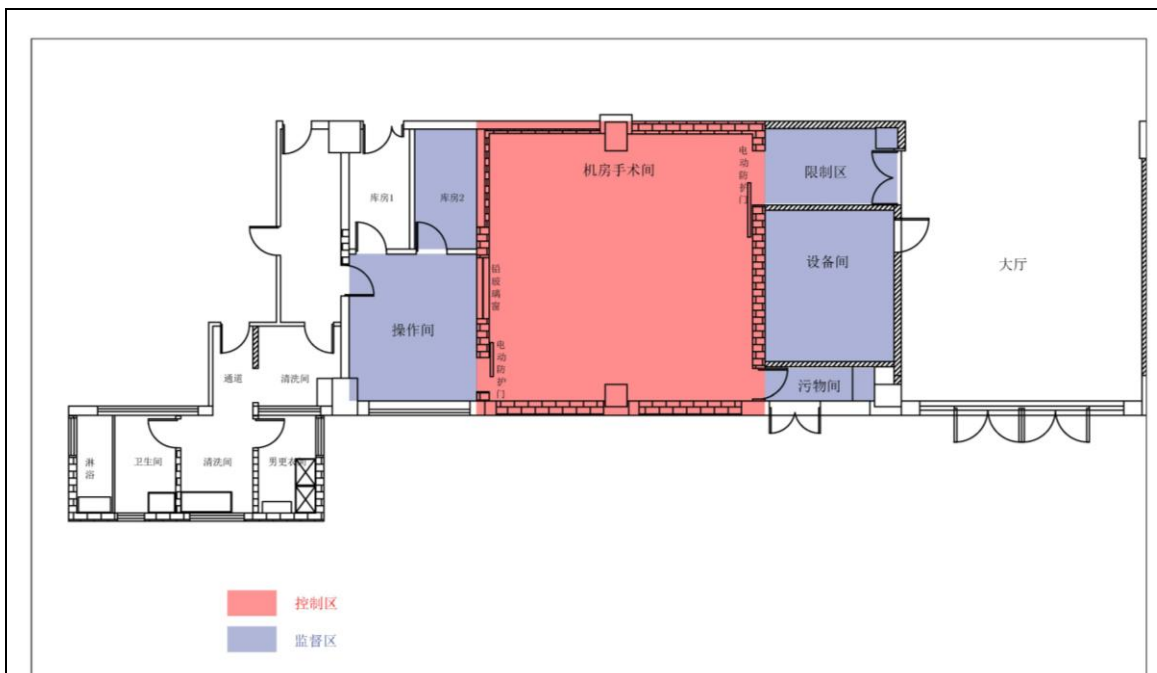 机房手术间
电动防护门
限制区
库房1
库房2
设备间
大厅
铅玻璃窗
操作间
电动防护门
污物间
通道
清洗间
淋浴
卫生间
清洗间
男更衣
控制区
监督区